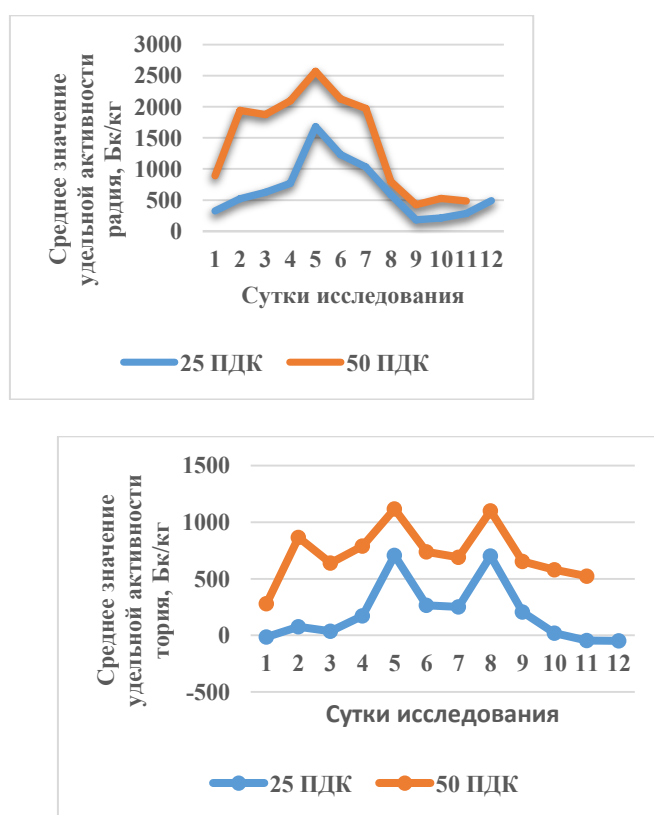 3000
2500
2000
1500
1000
500
0
Среднее значение
удельной активности
радия, Бк/кг
1 2 3 4 5 6 7 8 9 10 11 12
Сутки исследования
25 ПДК 50 ПДК
1500
1000
500
0
-500
Среднее значение
удельной активности
тория, Бк/кг
1 2 3 4 5 6 7 8 9 10 11 12
Сутки исследования
25 ПДК 50 ПДК